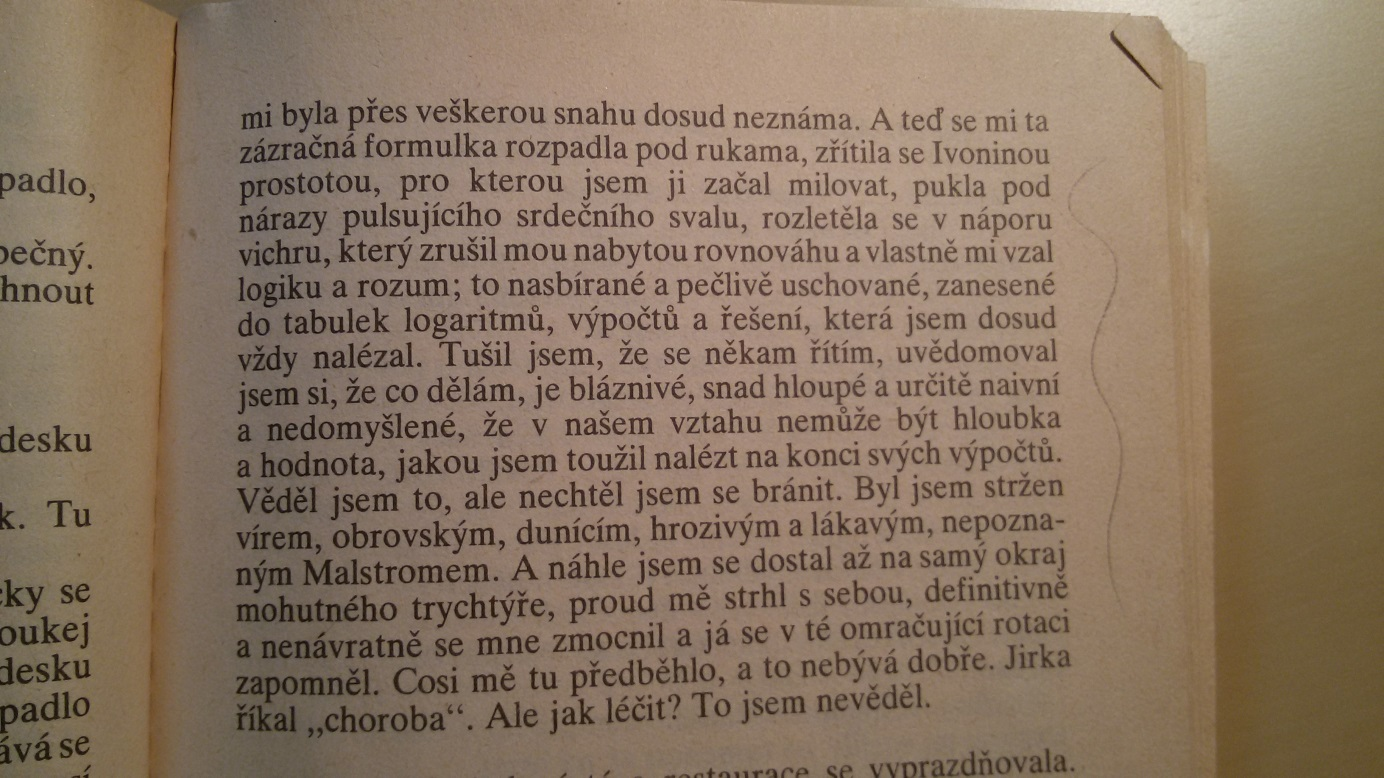 padlo,
hnout
desku
k. Tu
desku
padlo
mi byla přes veškerou snahu dosud neznáma. A teď se mi ta
zázračná formulka rozpadla pod rukama, zřítila se Ivoninou
prostotou, pro kterou jsem ji začal milovat, pukla pod
nárazy pulsujícího srdečního svalu, rozletěla se v náporu
vichru, který zrušil mou nabytou rovnováhu a vlastně mi vzal
logiku a rozum; to nasbírané a pečlivě uschované, zanesené
do tabulek logaritmů, výpočtů a řešení, která jsem dosud
vždy nalézal. Tušil jsem, že se někam řítím, uvědomoval
jsem si, že co dělám, je bláznivé, snad hloupé a určitě naivní
a nedomyšlené, že v našem vztahu nemůže být hloubka
a hodnota, jakou jsem toužil nalézt na konci svých výpočtů.
Věděl jsem to, ale nechtěl jsem se bránit. Byl jsem stržen
vírem, obrovským, dunícím, hrozivým a lákavým, nepozna-
ným Malstromem. A náhle jsem se dostal až na samý okraj
mohutného trychtýře, proud mě strhl s sebou, definitivně
a nenávratně se mne zmocnil a já se v té omračující rotaci
zapomněl. Cosi mě tu předběhlo, a to nebývá dobře. Jirka
říkal „choroba“. Ale jak léčit? To jsem nevěděl.
restaurace se vyprazdňovala.